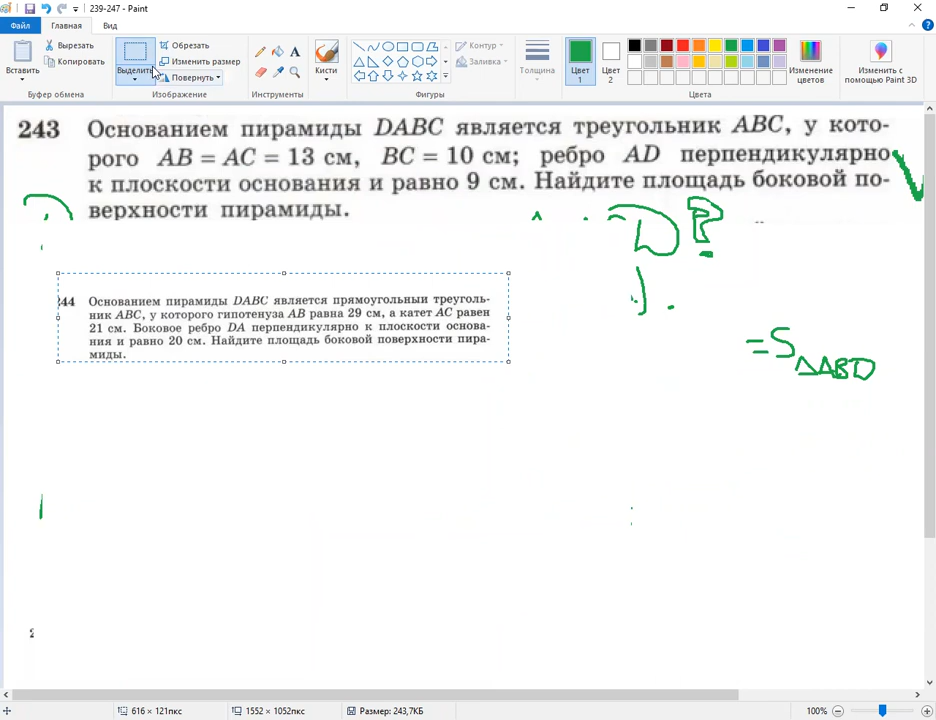 239-247 - Paint
Файл Главная Вид
Вставить
Вырезать
Копировать
Буфер обмена
Выделить
Обрезать
Изменить размер
Повернуть
Изображение
A
Инструменты
Кисти
Контур
Заливка
Фигуры
Толщина
Цвет 1
Цвет 2
Цвета
Изменение цветов
Изменить с помощью Paint 3D
243 Основанием пирамиды DABC является треугольник ABC, у кото-
рого AB = AC = 13 см, BC = 10 см; ребро AD перпендикулярно
к плоскости основания и равно 9 см. Найдите площадь боковой по-
верхности пирамиды.
D ?
44 Основанием пирамиды DABC является прямоугольный треуголь-
ник ABC, у которого гипотенуза AB равна 29 см, а катет AC равен
21 см. Боковое ребро DA перпендикулярно к плоскости основа-
ния и равно 20 см. Найдите площадь боковой поверхности пира-
миды.
=S△ABD
616 × 121пкс
1552 × 1052пкс
Размер: 243,7КБ
100%